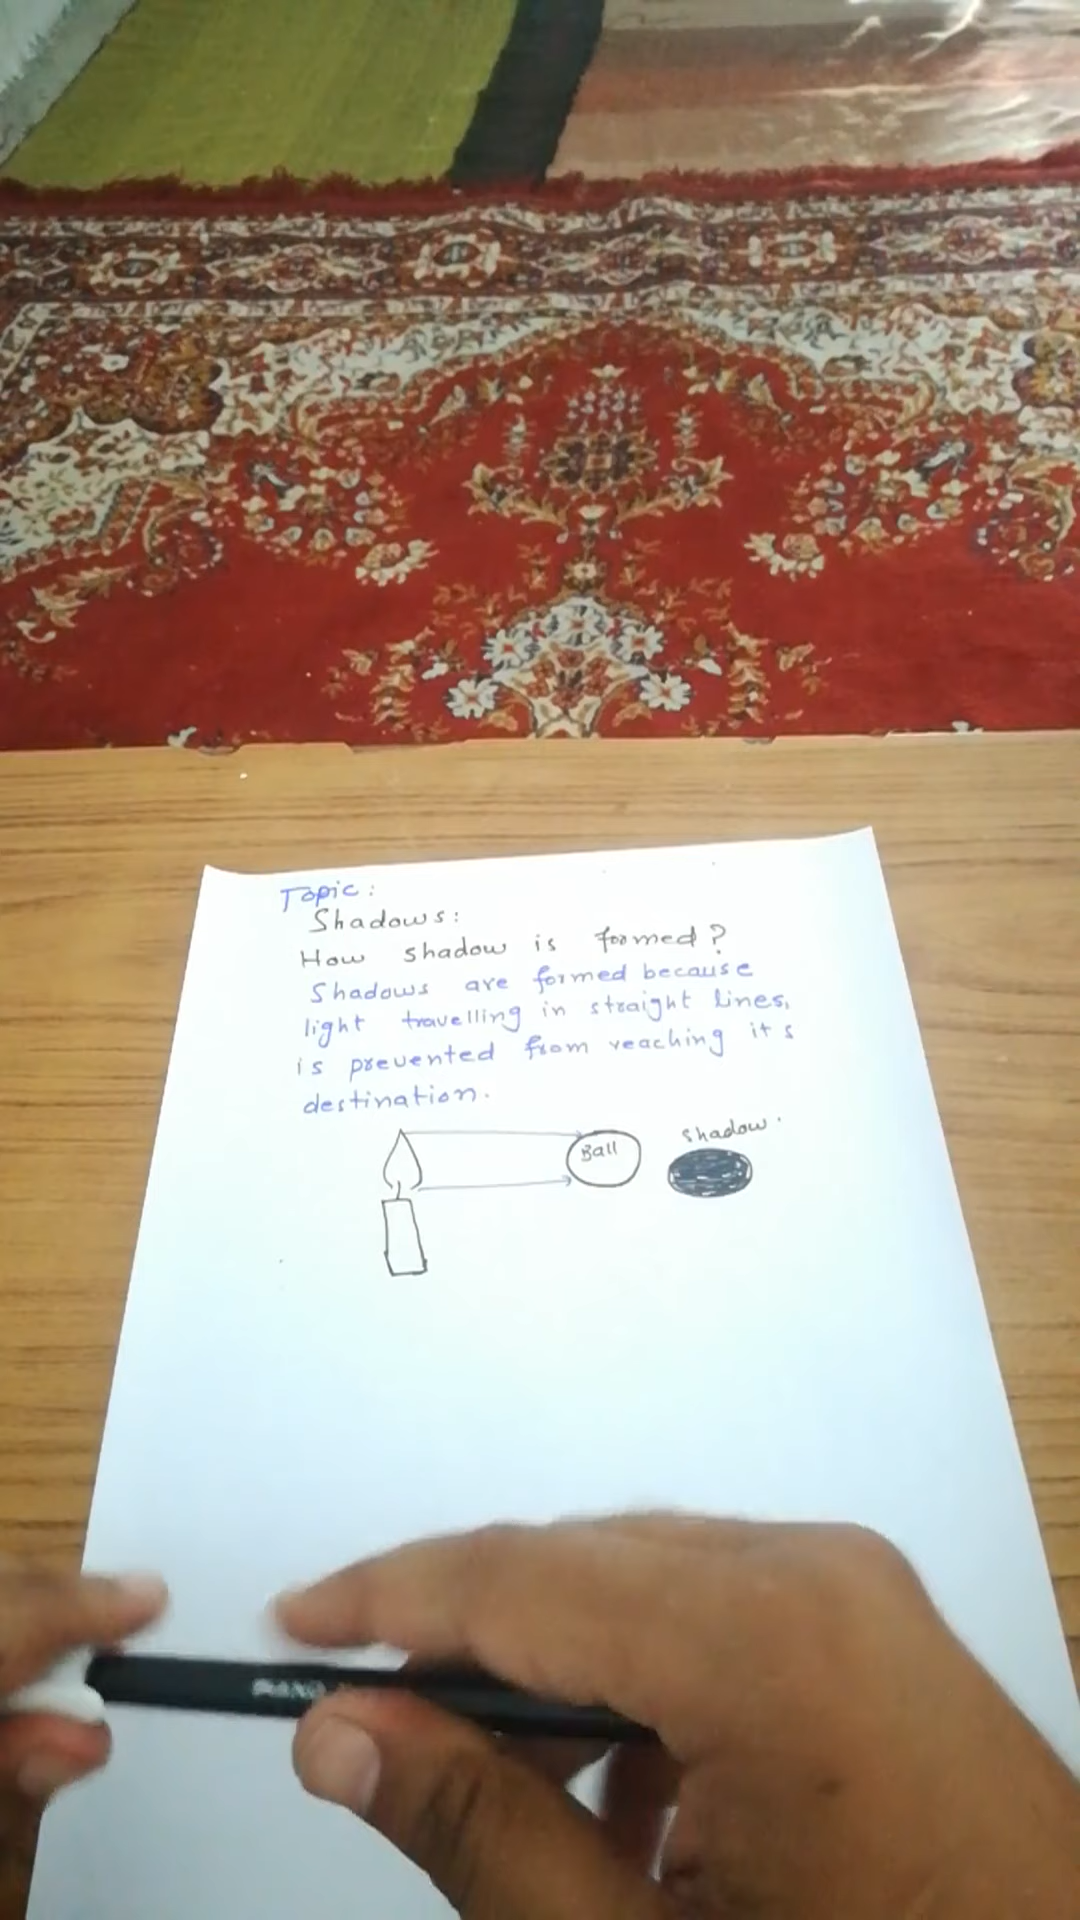 Topic:
Shadows:
How shadow is formed?
Shadows are formed because
light travelling in straight lines,
is prevented from reaching it s
destination.
Ball
shadow.